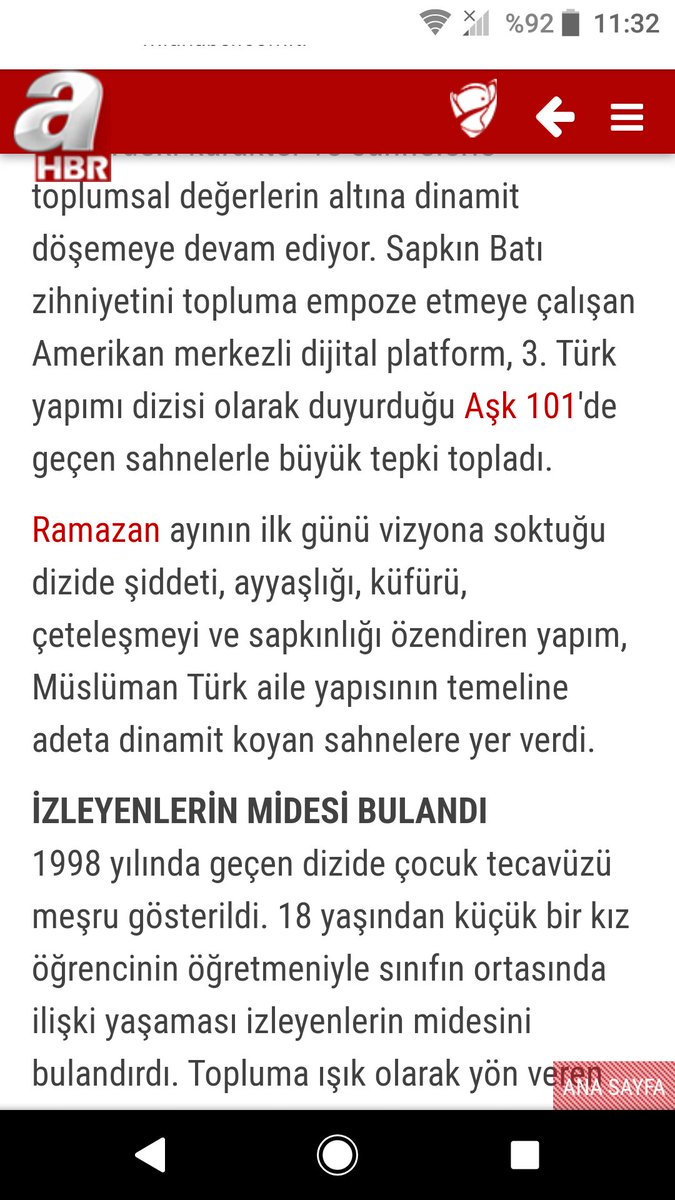 %92 11:32
a
HBR
toplumsal değerlerin altına dinamit
döşemeye devam ediyor. Sapkın Batı
zihniyetini topluma empoze etmeye çalışan
Amerikan merkezli dijital platform, 3. Türk
yapımı dizisi olarak duyurduğu Aşk 101'de
geçen sahnelerle büyük tepki topladı.
Ramazan ayının ilk günü vizyona soktuğu
dizide şiddeti, ayyaşlığı, küfürü,
çeteleşmeyi ve sapkınlığı özendiren yapım,
Müslüman Türk aile yapısının temeline
adeta dinamit koyan sahnelere yer verdi.
İZLEYENLERİN MİDESİ BULANDI
1998 yılında geçen dizide çocuk tecavüzü
meşru gösterildi. 18 yaşından küçük bir kız
öğrencinin öğretmeniyle sınıfın ortasında
ilişki yaşaması izleyenlerin midesini
bulandırdı. Topluma ışık olarak yön veren
ANA SAYFA